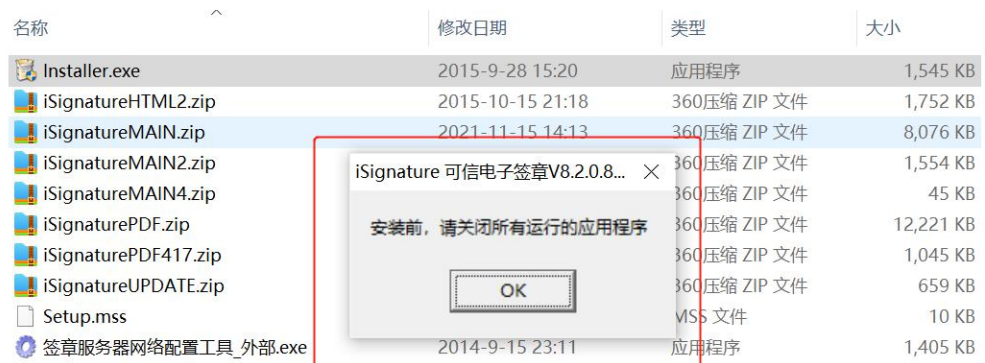 名称 修改日期 类型 大小
Installer.exe 2015-9-28 15:20 应用程序 1,545 KB
iSignatureHTML2.zip 2015-10-15 21:18 360压缩 ZIP 文件 1,752 KB
iSignatureMAIN.zip 2021-11-15 14:13 360压缩 ZIP 文件 8,076 KB
iSignatureMAIN2.zip 360压缩 ZIP 文件 1,554 KB
iSignatureMAIN4.zip 360压缩 ZIP 文件 45 KB
iSignaturePDF.zip 360压缩 ZIP 文件 12,221 KB
iSignaturePDF417.zip 360压缩 ZIP 文件 1,045 KB
iSignatureUPDATE.zip 360压缩 ZIP 文件 659 KB
Setup.mss MSS 文件 10 KB
签章服务器网络配置工具_外部.exe 2014-9-15 23:11 应用程序 1,405 KB
iSignature 可信电子签章V8.2.0.8...
安装前，请关闭所有运行的应用程序
OK